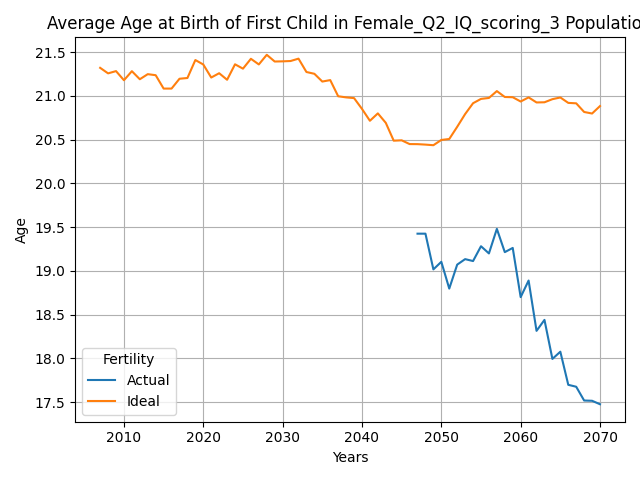 Average Age at Birth of First Child in Female_Q2_IQ_scoring_3 Populatio
21.5
21.0
20.5
20.0
19.5
19.0
18.5
18.0
17.5
Age
Fertility
Actual
Ideal
2010 2020 2030 2040 2050 2060 2070
Years